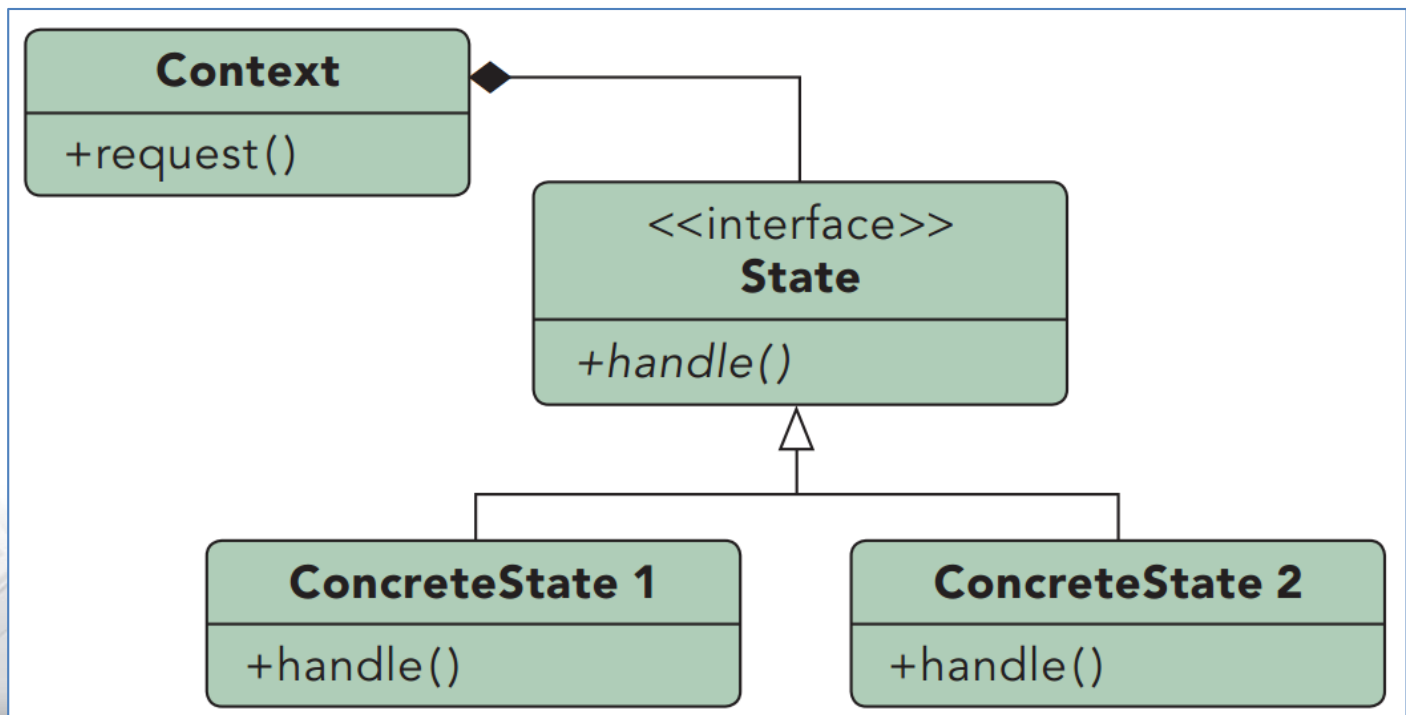 Context
+request()
<<interface>>
State
+handle()
ConcreteState 1
+handle()
ConcreteState 2
+handle()